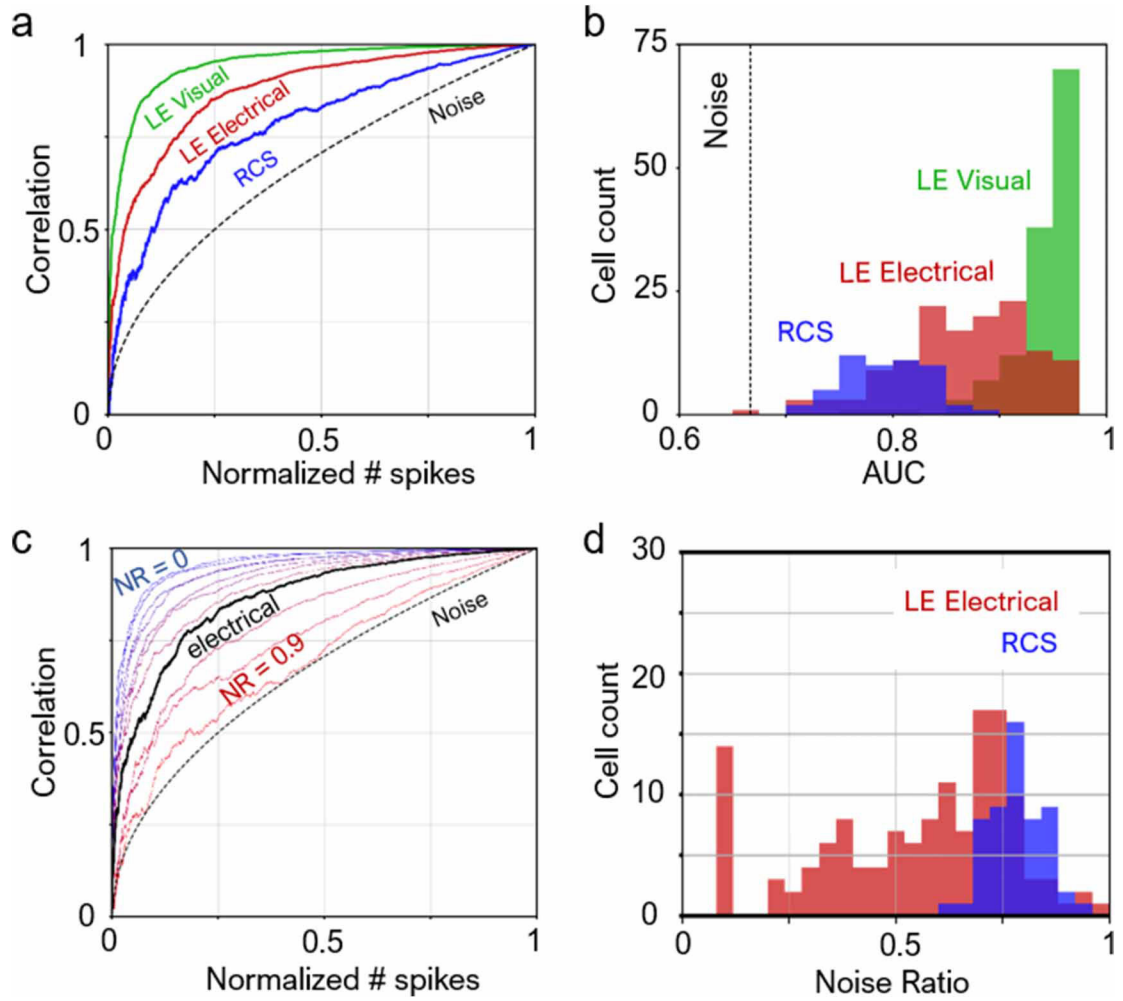 a
1
LE Visual
LE Electrical
RCS
Noise
0.5
Correlation
0
0
0.5
1
Normalized # spikes
b
75
Noise
50
LE Visual
LE Electrical
25
RCS
Cell count
0
0.6
0.8
1
AUC
c
1
NR = 0
electrical
NR = 0.9
Noise
0.5
Correlation
0
0
0.5
1
Normalized # spikes
d
30
LE Electrical
RCS
20
10
Cell count
0
0
0.5
1
Noise Ratio